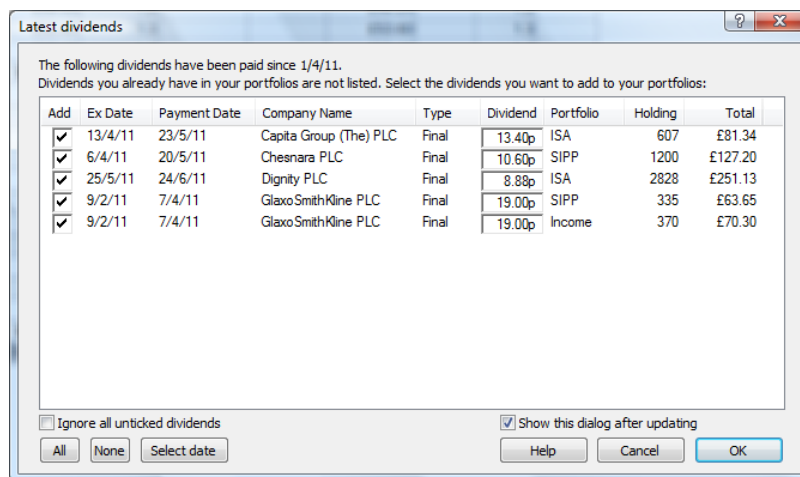 Latest dividends
The following dividends have been paid since 1/4/11.
Dividends you already have in your portfolios are not listed. Select the dividends you want to add to your portfolios:
Add Ex Date Payment Date Company Name Type Dividend Portfolio Holding Total
13/4/11 23/5/11 Capita Group (The) PLC Final 13.40p ISA 607 £81.34
6/4/11 20/5/11 Chesnara PLC Final 10.60p SIPP 1200 £127.20
25/5/11 24/6/11 Dignity PLC Final 8.88p ISA 2828 £251.13
9/2/11 7/4/11 GlaxoSmithKline PLC Final 19.00p SIPP 335 £63.65
9/2/11 7/4/11 GlaxoSmithKline PLC Final 19.00p Income 370 £70.30
Ignore all unticked dividends Show this dialog after updating
All None Select date Help Cancel OK